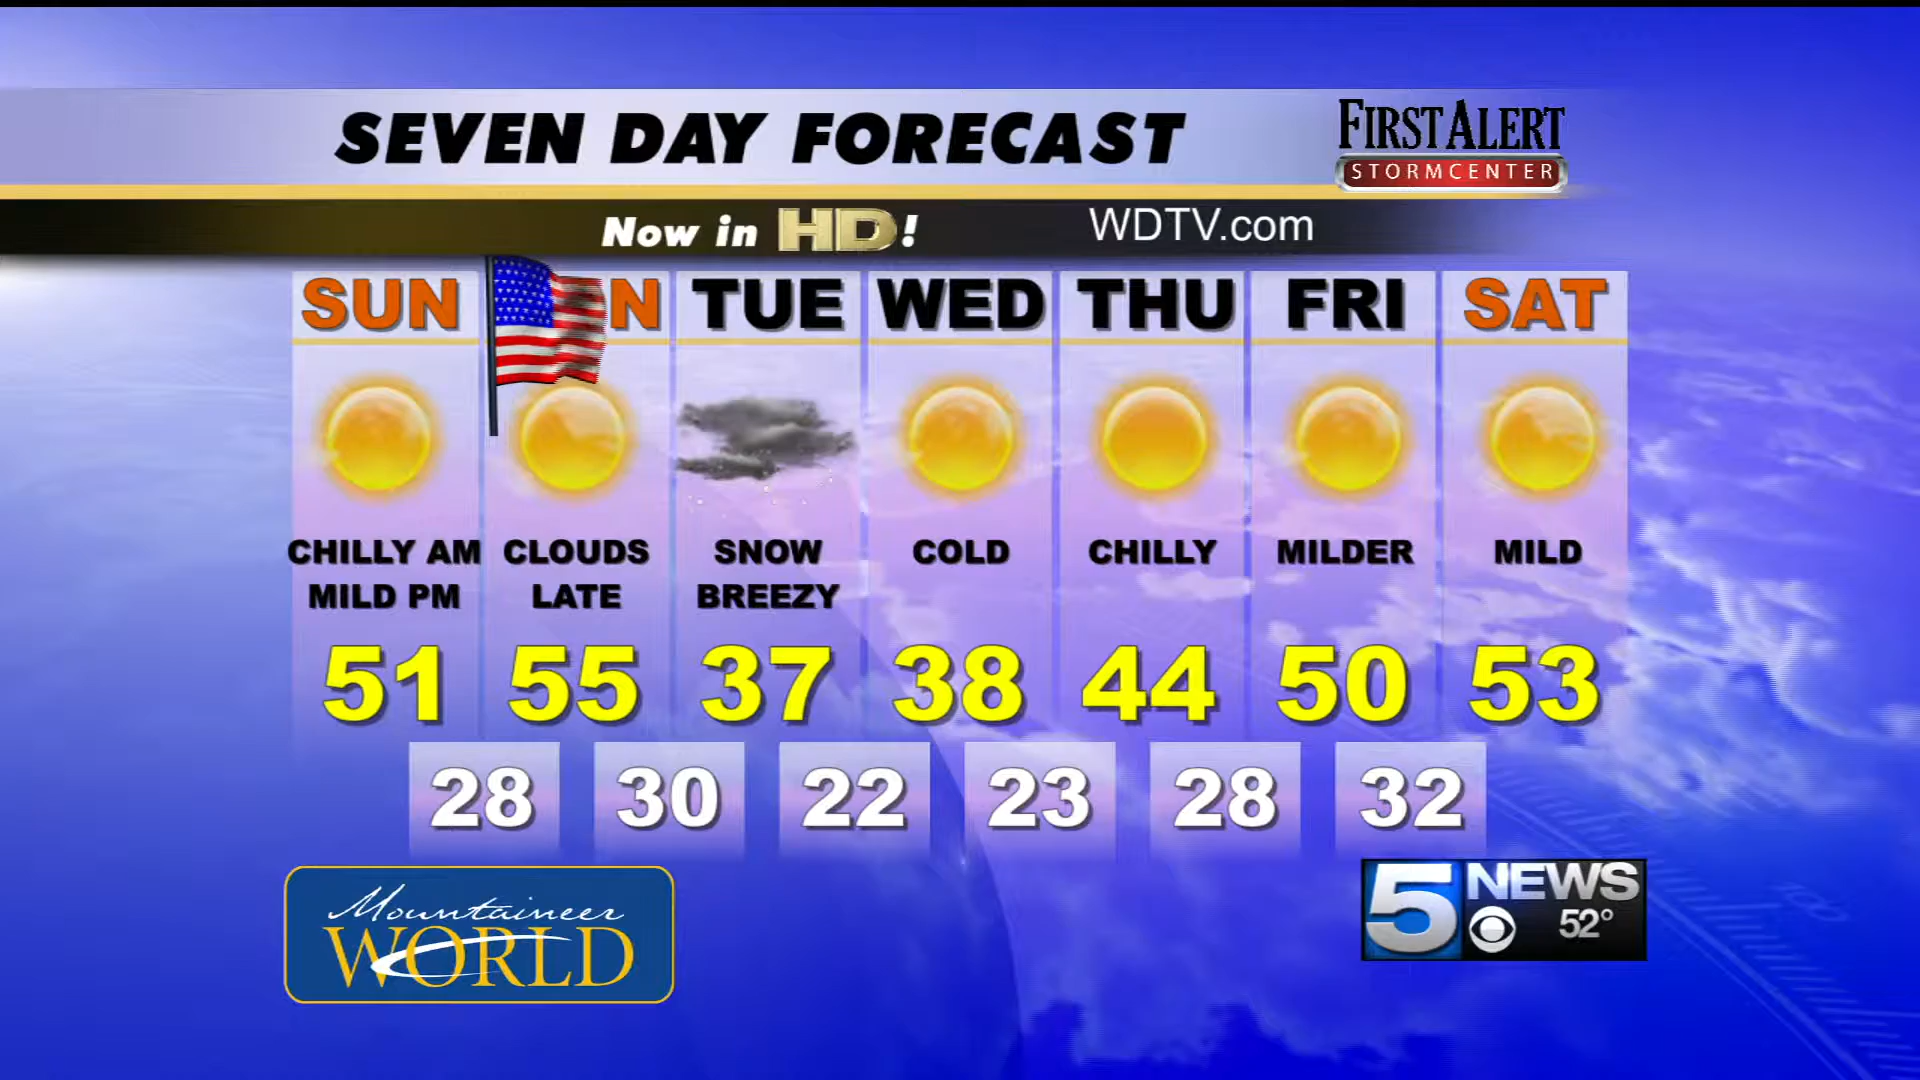 SEVEN DAY FORECAST
FIRST ALERT
STORMCENTER
Now in HD!
WDTV.com
SUN N TUE WED THU FRI SAT
CHILLY AM CLOUDS SNOW COLD CHILLY MILDER MILD
MILD PM LATE BREEZY
51 55 37 38 44 50 53
28 30 22 23 28 32
Mountaineer
WORLD
5 NEWS
52°